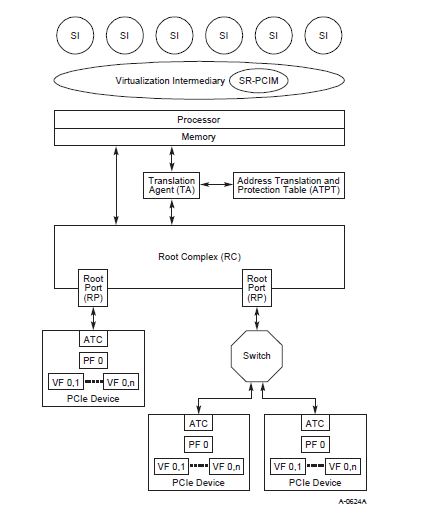 SI SI SI SI SI SI
Virtualization Intermediary SR-PCIM
Processor
Memory
Translation
Agent (TA)
Address Translation and
Protection Table (ATPT)
Root Complex (RC)
Root
Port
(RP)
Root
Port
(RP)
ATC
PF 0
VF 0,1 VF 0,n
PCIe Device
Switch
ATC
PF 0
VF 0,1 VF 0,n
PCIe Device
ATC
PF 0
VF 0,1 VF 0,n
PCIe Device
A-0624A